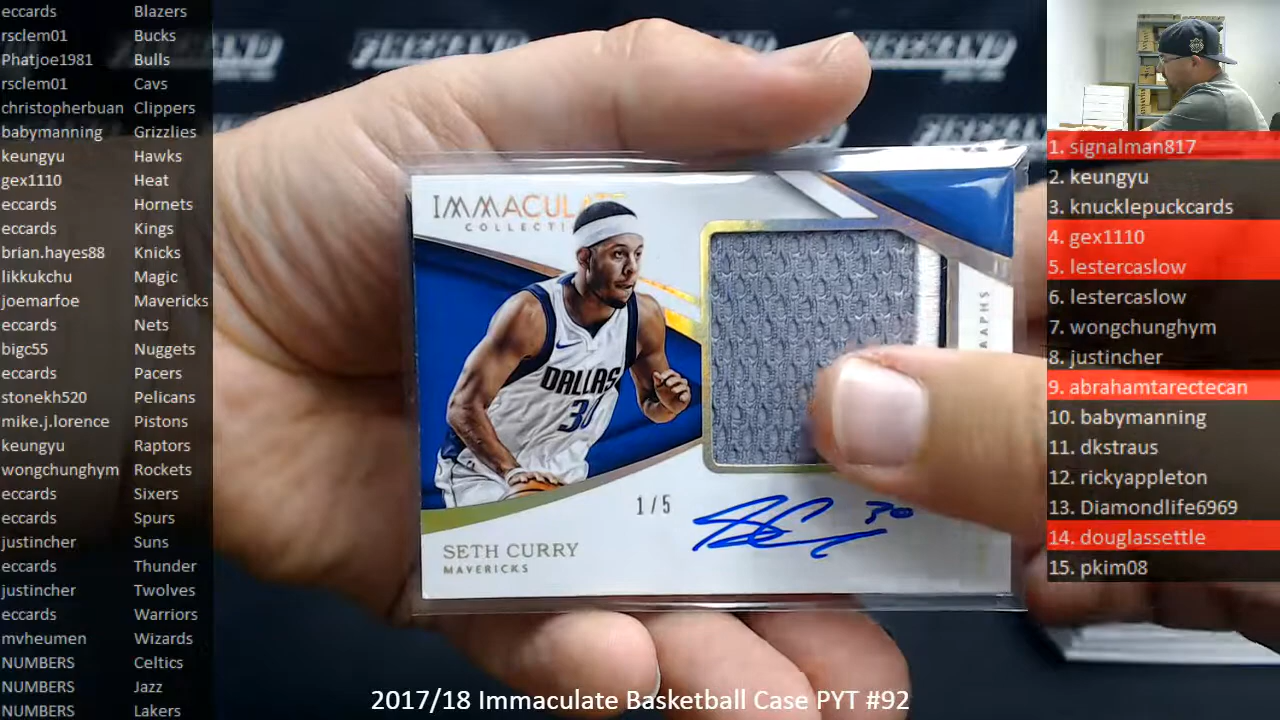 eccards Blazers
rsclem01 Bucks
Phatjoe1981 Bulls
rsclem01 Cavs
christopherbuan Clippers
babymanning Grizzlies
keungyu Hawks
gex1110 Heat
eccards Hornets
eccards Kings
brian.hayes88 Knicks
likkukchu Magic
joemarfoe Mavericks
eccards Nets
bigc55 Nuggets
eccards Pacers
stonekh520 Pelicans
mike.j.lorence Pistons
keungyu Raptors
wongchunghym Rockets
eccards Sixers
eccards Spurs
justincher Suns
eccards Thunder
justincher Twolves
eccards Warriors
mvheumen Wizards
NUMBERS Celtics
NUMBERS Jazz
NUMBERS Lakers
IMMACULATE
COLLECTI
DALLAS
30
1/5
30
SETH CURRY
MAVERICKS
APHS
1. signalman817
2. keungyu
3. knucklepuckcards
4. gex1110
5. lestercaslow
6. lestercaslow
7. wongchunghym
8. justincher
9. abrahamtarectecan
10. babymanning
11. dkstraus
12. rickyappleton
13. Diamondlife6969
14. douglassettle
15. pkim08
2017/18 Immaculate Basketball Case PYT #92